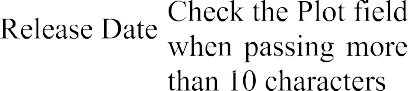 Release Date
Check the Plot field
when passing more
than 10 characters